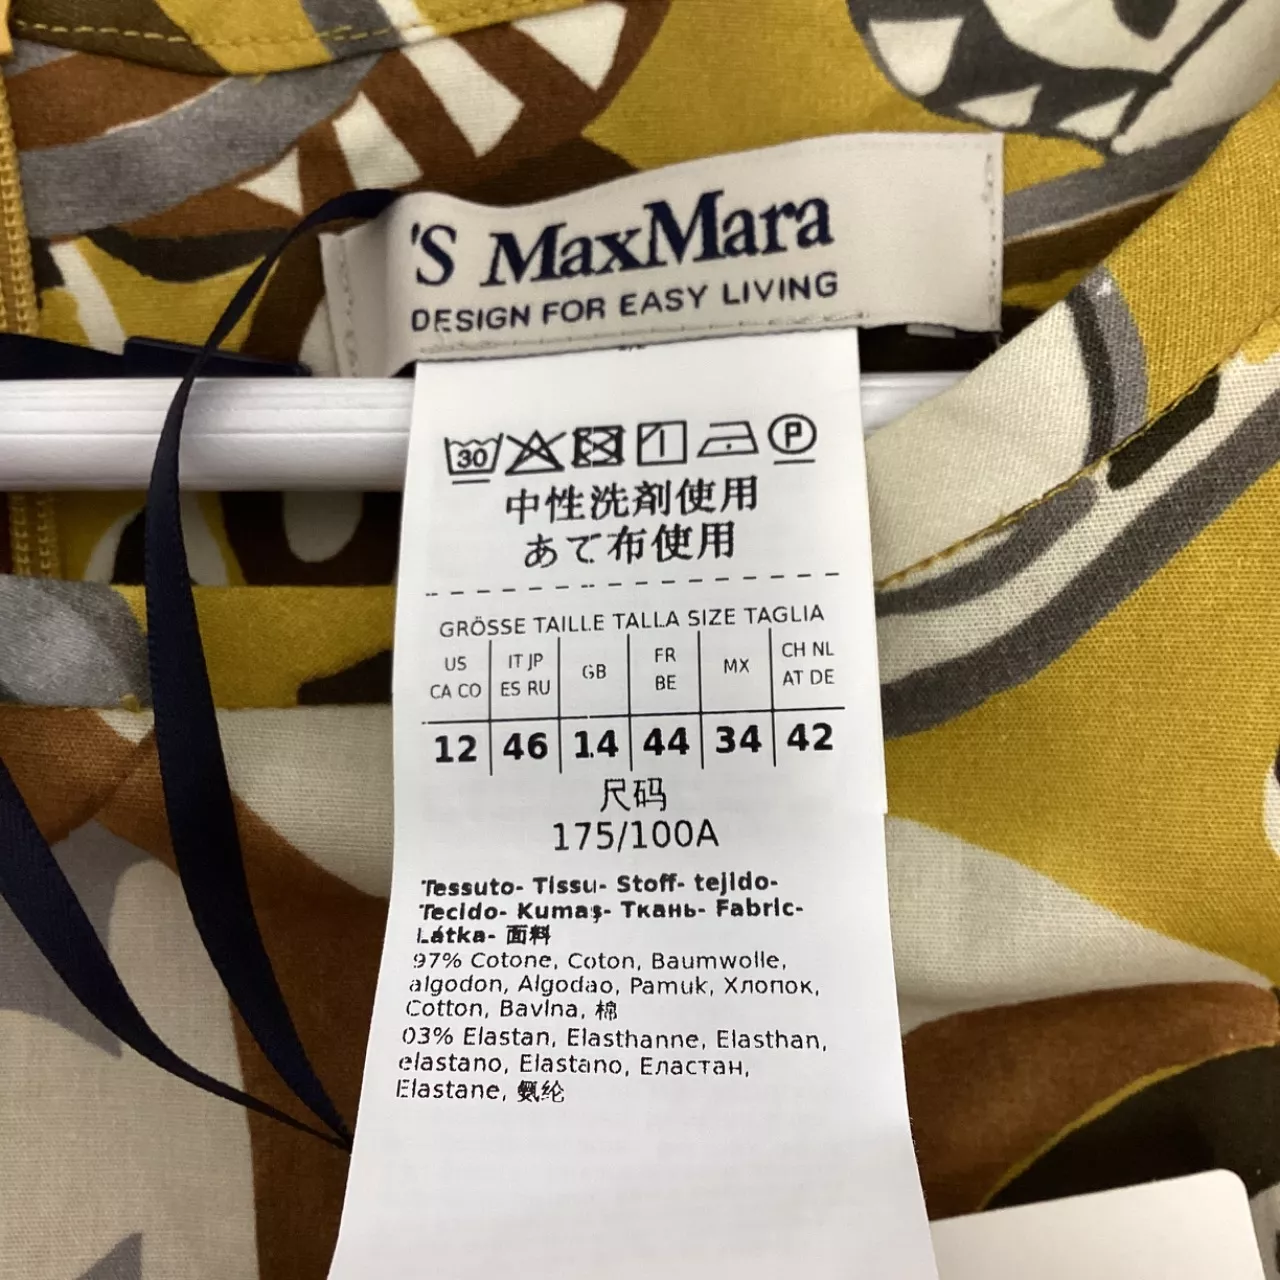 'S MaxMara
DESIGN FOR EASY LIVING
30 P
中性洗剤使用
あて布使用
GRÖSSE TAILLE TALLA SIZE TAGLIA
US CA CO | IT JP ES RU | GB | FR BE | MX | CH NL AT DE
12 | 46 | 14 | 44 | 34 | 42
尺码
175/100A
Tessuto- Tissu- Stoff- tejido-
Tecido- Kumaş- Ткань- Fabric-
Látka- 面料
97% Cotone, Coton, Baumwolle,
algodon, Algodao, Pamuk, Хлопок,
Cotton, Bavlna, 棉
03% Elastan, Elasthanne, Elasthan,
elastano, Elastano, Еластан,
Elastane, 氨纶